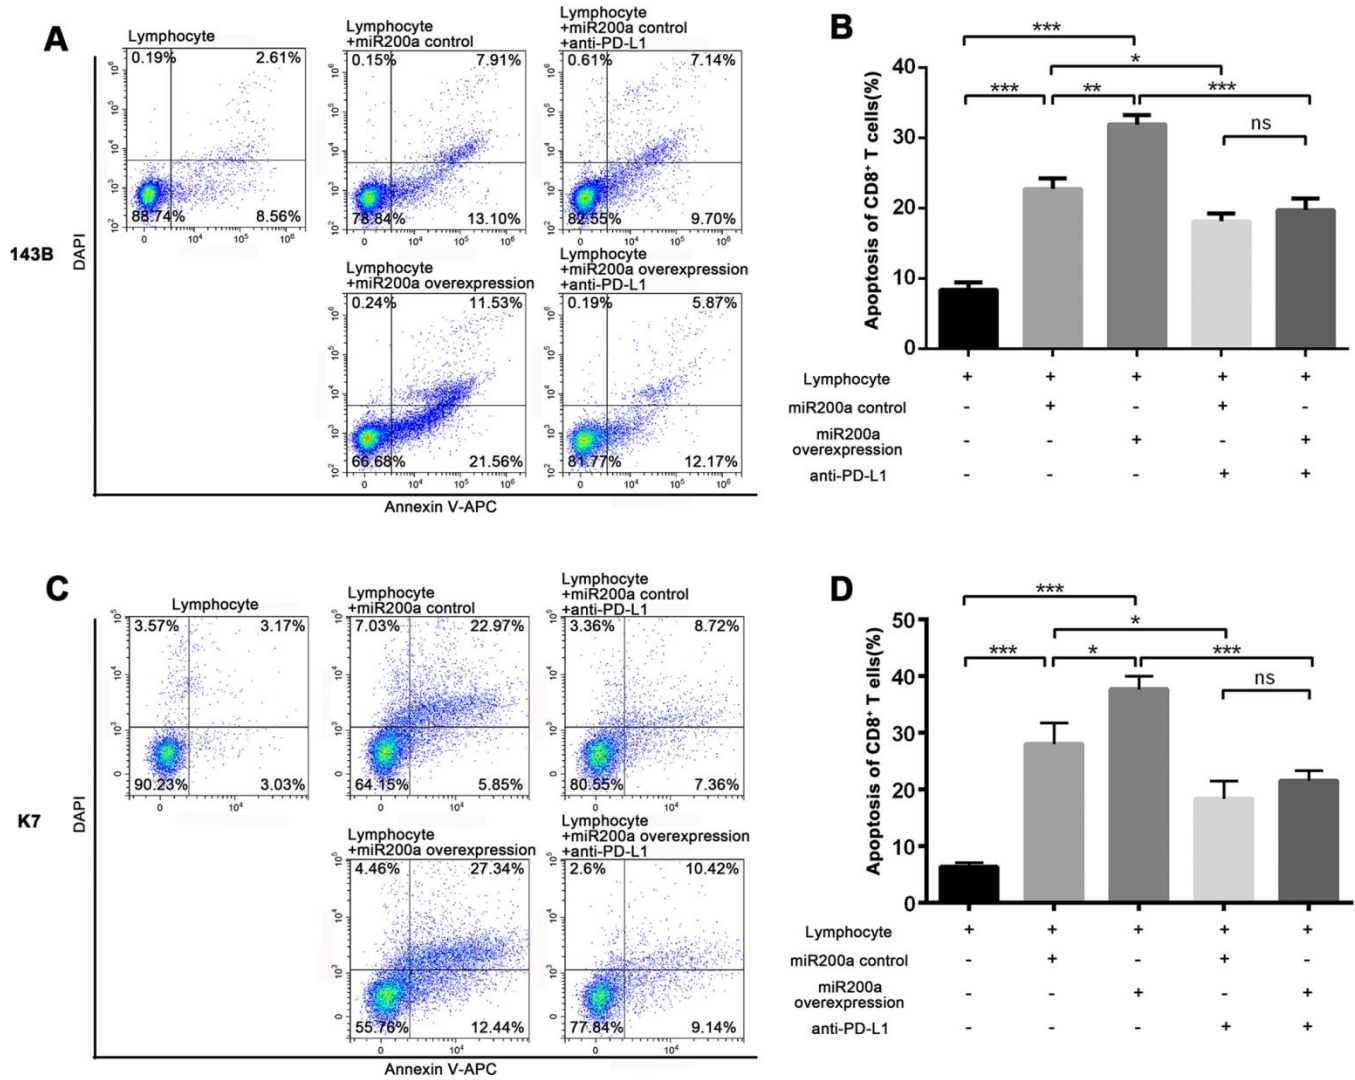 A
Lymphocyte
0.19%
2.61%
88.74%
8.56%
Lymphocyte
+miR200a control
0.15%
7.91%
78.84%
13.10%
Lymphocyte
+miR200a control
+anti-PD-L1
0.61%
7.14%
82.55%
9.70%
Lymphocyte
+miR200a overexpression
0.24%
11.53%
66.68%
21.56%
Lymphocyte
+miR200a overexpression
+anti-PD-L1
0.19%
5.87%
81.77%
12.17%
143B
DAPI
Annexin V-APC
B
Apoptosis of CD8⁺ T cells(%)
40
30
20
10
0
***
*
*** ** ***
ns
Lymphocyte + + + + +
miR200a control - + - + -
miR200a
overexpression - - + - +
anti-PD-L1 - - - + +
C
Lymphocyte
3.57%
3.17%
90.23%
3.03%
Lymphocyte
+miR200a control
7.03%
22.97%
64.15%
5.85%
Lymphocyte
+miR200a control
+anti-PD-L1
3.36%
8.72%
80.55%
7.36%
Lymphocyte
+miR200a overexpression
4.46%
27.34%
55.76%
12.44%
Lymphocyte
+miR200a overexpression
+anti-PD-L1
2.6%
10.42%
77.84%
9.14%
K7
DAPI
Annexin V-APC
D
Apoptosis of CD8⁺ T ells(%)
50
40
30
20
10
0
***
*
*** * ***
ns
Lymphocyte + + + + +
miR200a control - + - + -
miR200a
overexpression - - + - +
anti-PD-L1 - - - + +